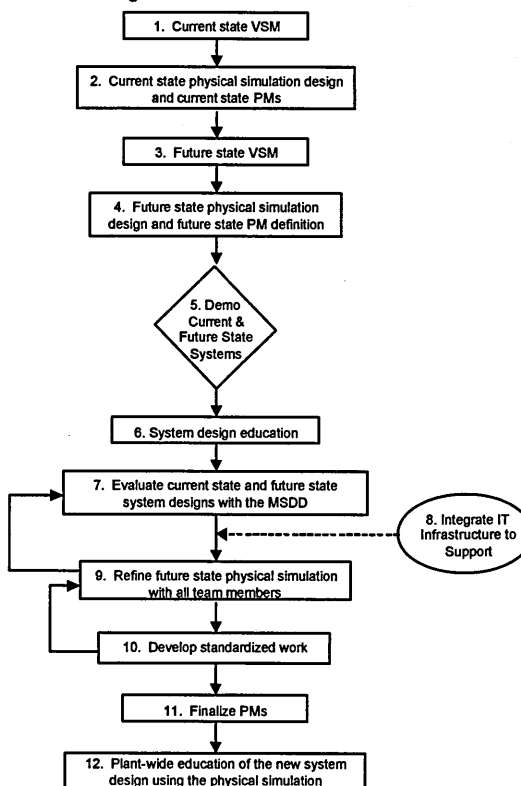 1. Current state VSM
2. Current state physical simulation design
and current state PMs
3. Future state VSM
4. Future state physical simulation
design and future state PM definition
5. Demo
Current &
Future State
Systems
6. System design education
7. Evaluate current state and future state
system designs with the MSDD
8. Integrate IT
Infrastructure to
Support
9. Refine future state physical simulation
with all team members
10. Develop standardized work
11. Finalize PMs
12. Plant-wide education of the new system
design using the physical simulation